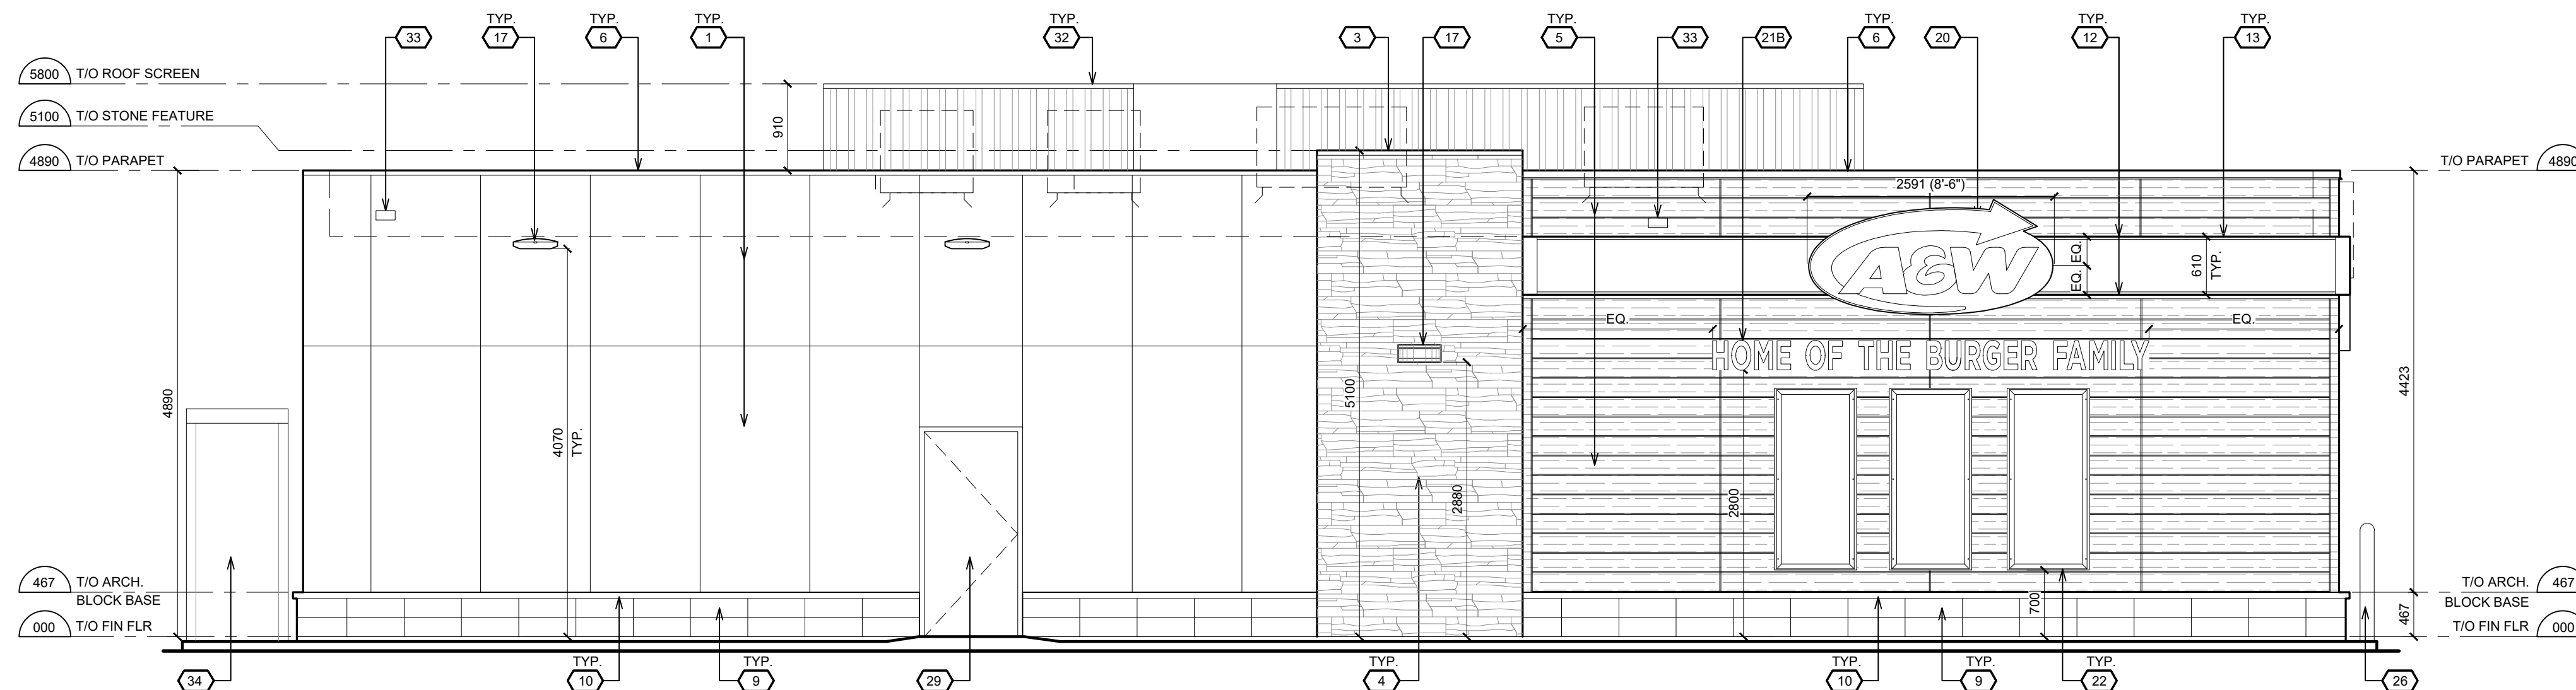 TYP. TYP. TYP. TYP. TYP. TYP. TYP. TYP.
33 17 6 1 32 3 17 5 33 21B 6 20 12 13
5800 T/O ROOF SCREEN
5100 T/O STONE FEATURE
910
4890 T/O PARAPET
T/O PARAPET 4890
2591 (8'-6")
A&W
EQ.
EQ.
610
TYP.
EQ. EQ.
HOME OF THE BURGER FAMILY
4890
4070
TYP.
5100
2880
2800
4423
700
467 T/O ARCH.
BLOCK BASE
T/O ARCH. 467
BLOCK BASE
467
000 T/O FIN FLR
T/O FIN FLR 000
TYP. TYP. TYP. TYP. TYP. TYP.
34 10 9 29 4 10 9 22 26